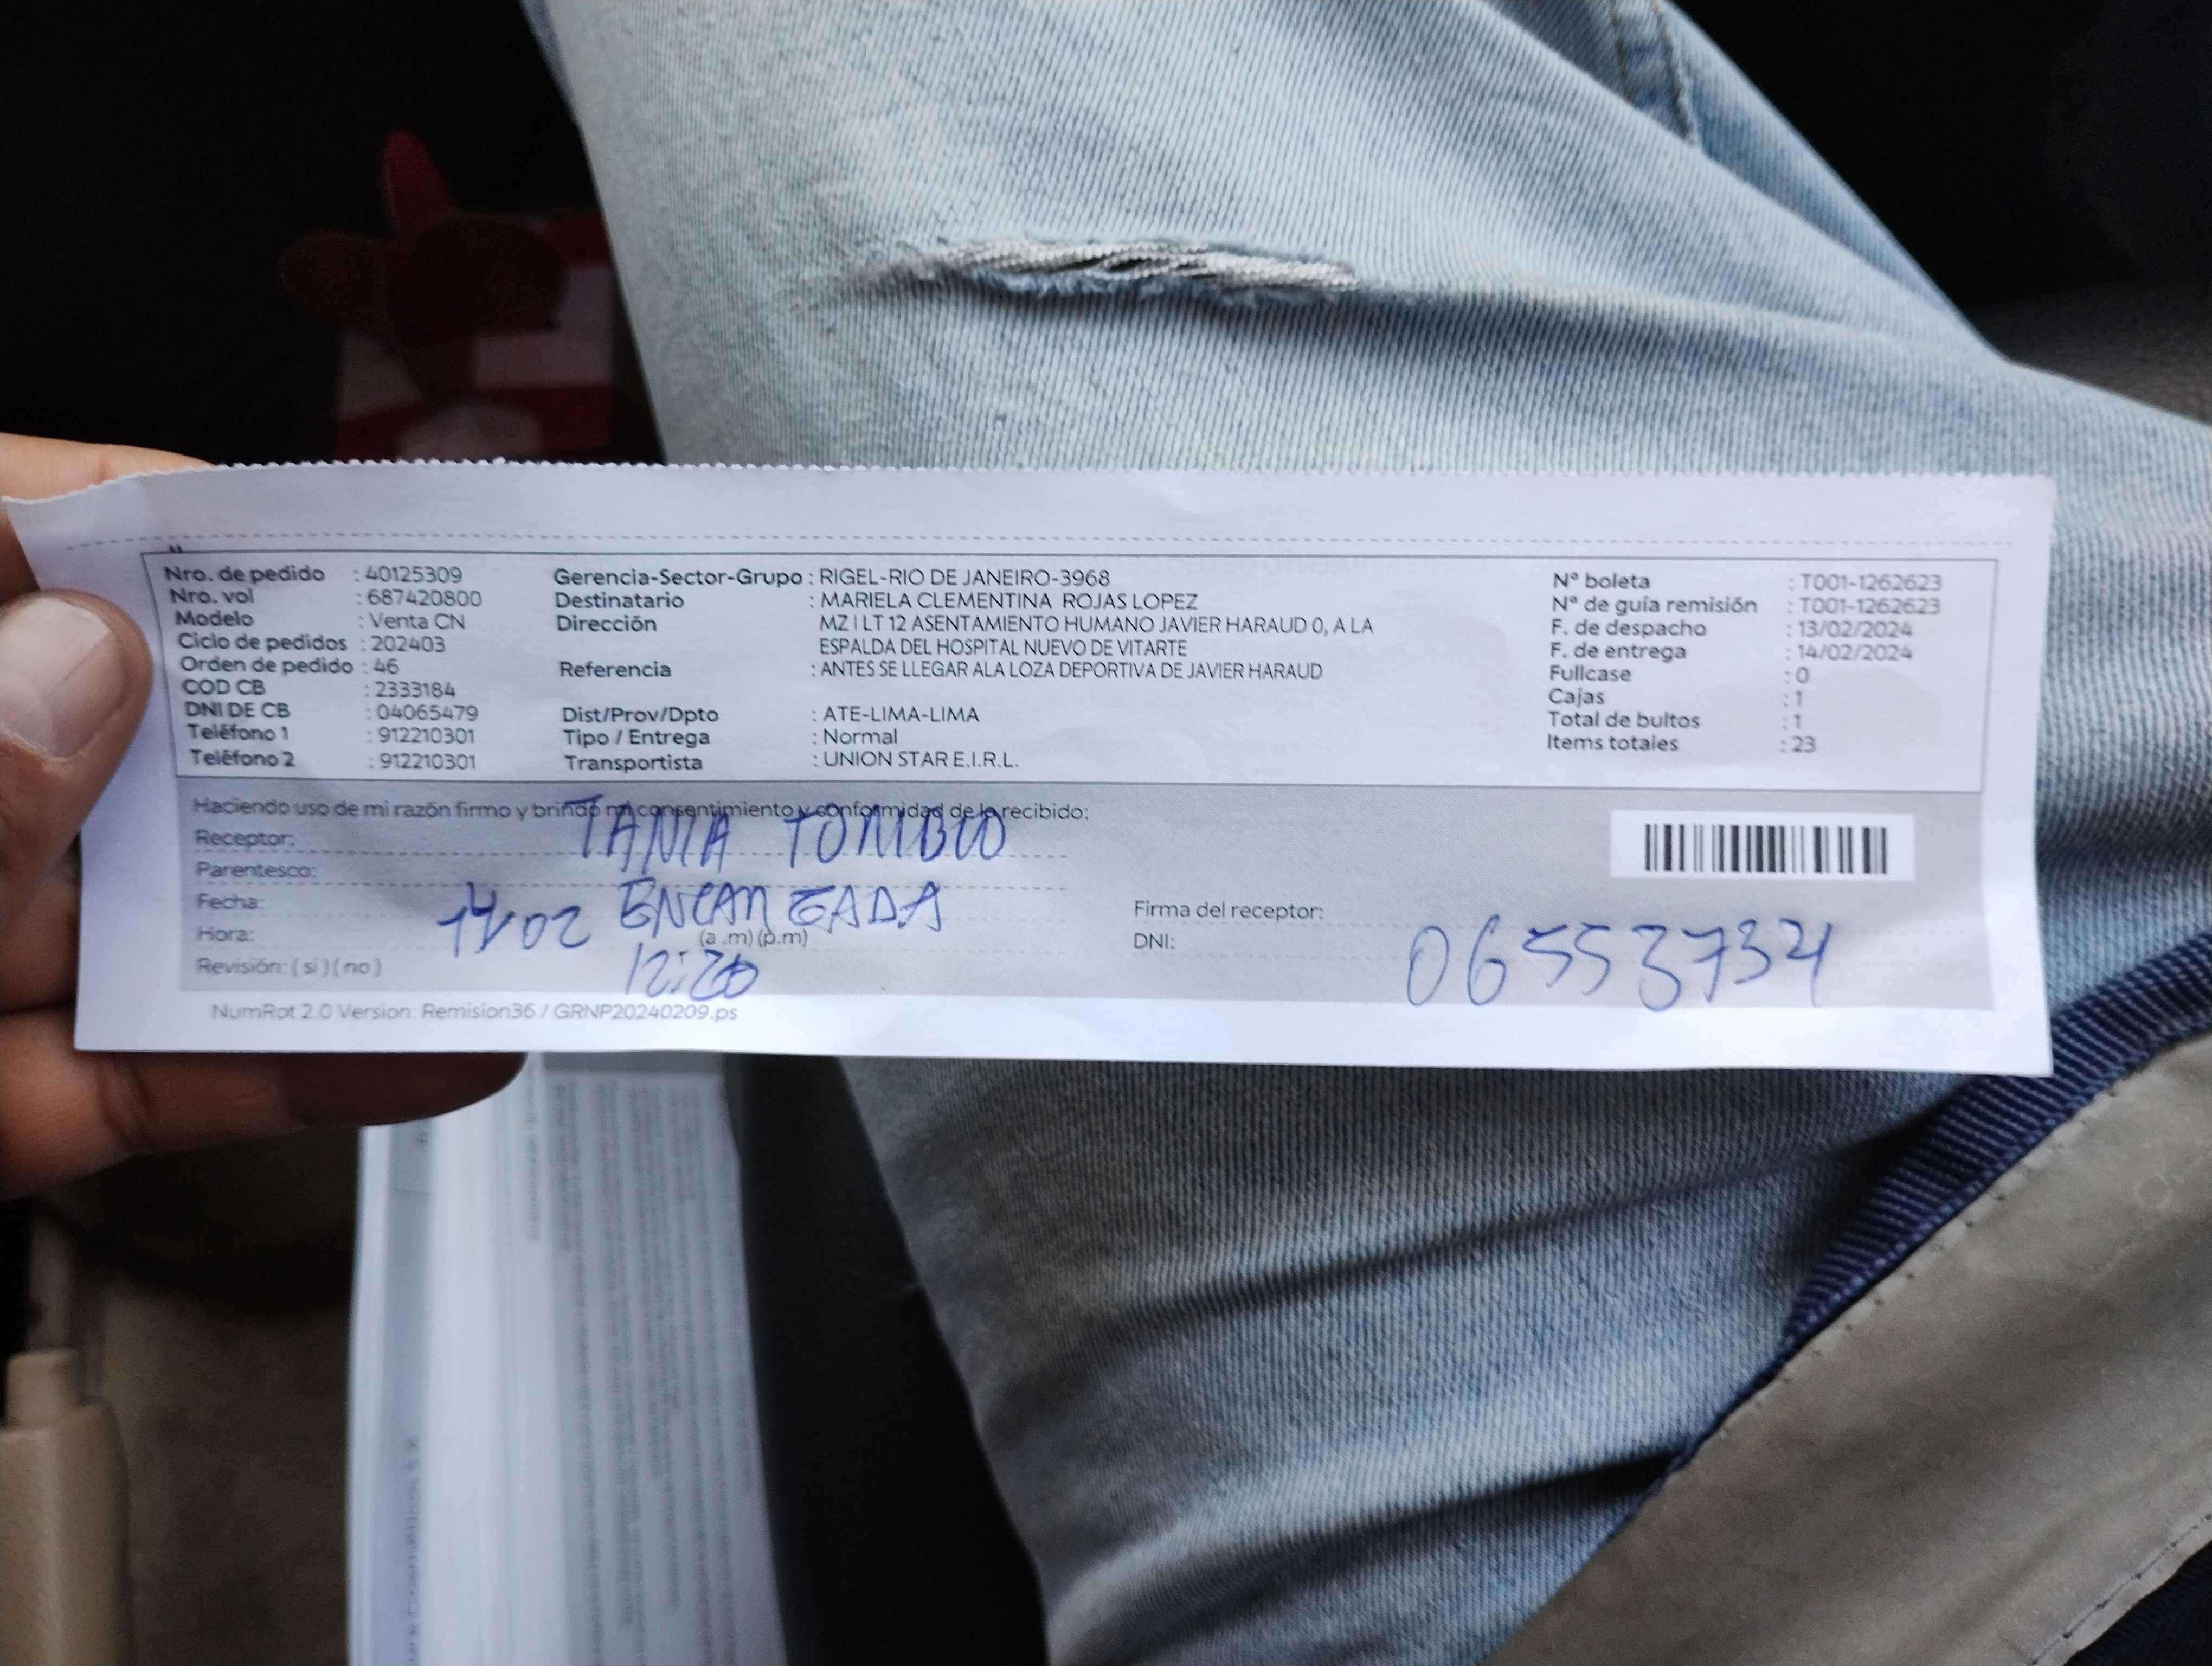 Nro. de pedido : 40125309
Nro. vol : 687420800
Modelo : Venta CN
Ciclo de pedidos : 202403
Orden de pedido : 46
COD CB : 2333184
DNI DE CB : 04065479
Teléfono 1 : 912210301
Teléfono 2 : 912210301
Gerencia-Sector-Grupo : RIGEL-RIO DE JANEIRO-3968
Destinatario : MARIELA CLEMENTINA ROJAS LOPEZ
Dirección MZ I LT 12 ASENTAMIENTO HUMANO JAVIER HARAUD 0, A LA
ESPALDA DEL HOSPITAL NUEVO DE VITARTE
Referencia : ANTES SE LLEGAR ALA LOZA DEPORTIVA DE JAVIER HARAUD
Dist/Prov/Dpto : ATE-LIMA-LIMA
Tipo / Entrega : Normal
Transportista : UNION STAR E.I.R.L.
Nº boleta : T001-1262623
Nº de guía remisión : T001-1262623
F. de despacho : 13/02/2024
F. de entrega : 14/02/2024
Fullcase : 0
Cajas : 1
Total de bultos : 1
Items totales : 23
Haciendo uso de mi razón firmo y brindo mi consentimiento y conformidad de lo recibido:
Receptor: TANIA
Parentesco: ENCARGADA
Fecha: 14/02
Hora: 12:20 (a .m) (p.m)
Revisión: ( si ) ( no )
Firma del receptor:
DNI: 06553734
NumRot 2.0 Version: Remision36 / GRNP20240209.ps